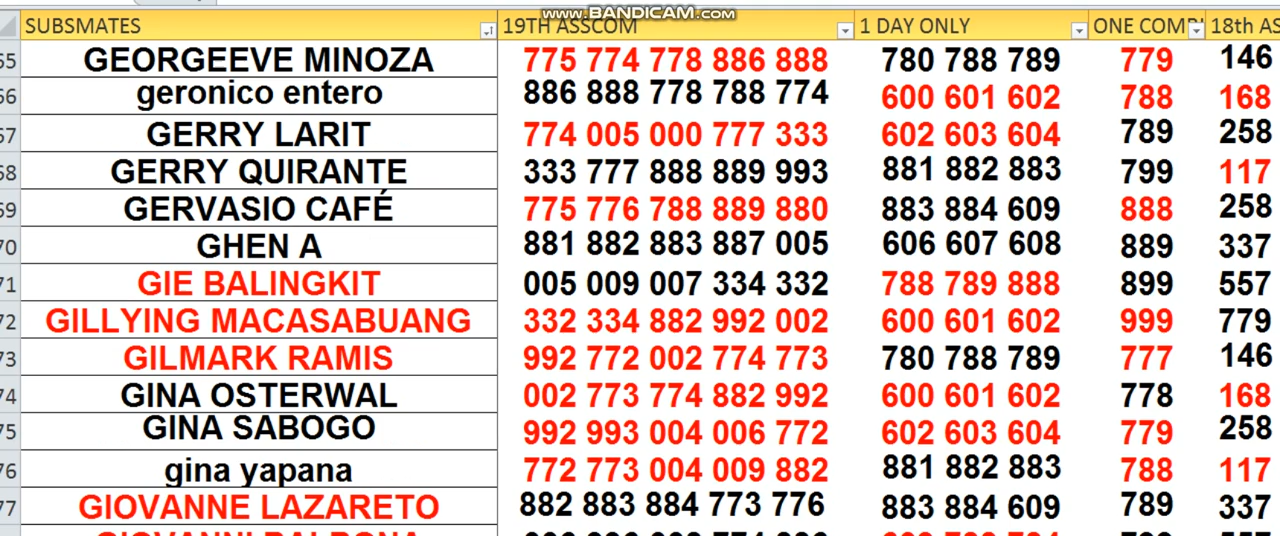 www.BANDICAM.com
SUBSMATES 19TH ASSCOM 1 DAY ONLY ONE COM 18th AS
65 GEORGEEVE MINOZA 775 774 778 886 888 780 788 789 779 146
66 geronico entero 886 888 778 788 774 600 601 602 788 168
67 GERRY LARIT 774 005 000 777 333 602 603 604 789 258
68 GERRY QUIRANTE 333 777 888 889 993 881 882 883 799 117
69 GERVASIO CAFÉ 775 776 788 889 880 883 884 609 888 258
70 GHEN A 881 882 883 887 005 606 607 608 889 337
71 GIE BALINGKIT 005 009 007 334 332 788 789 888 899 557
72 GILLYING MACASABUANG 332 334 882 992 002 600 601 602 999 779
73 GILMARK RAMIS 992 772 002 774 773 780 788 789 777 146
74 GINA OSTERWAL 002 773 774 882 992 600 601 602 778 168
75 GINA SABOGO 992 993 004 006 772 602 603 604 779 258
76 gina yapana 772 773 004 009 882 881 882 883 788 117
77 GIOVANNE LAZARETO 882 883 884 773 776 883 884 609 789 337